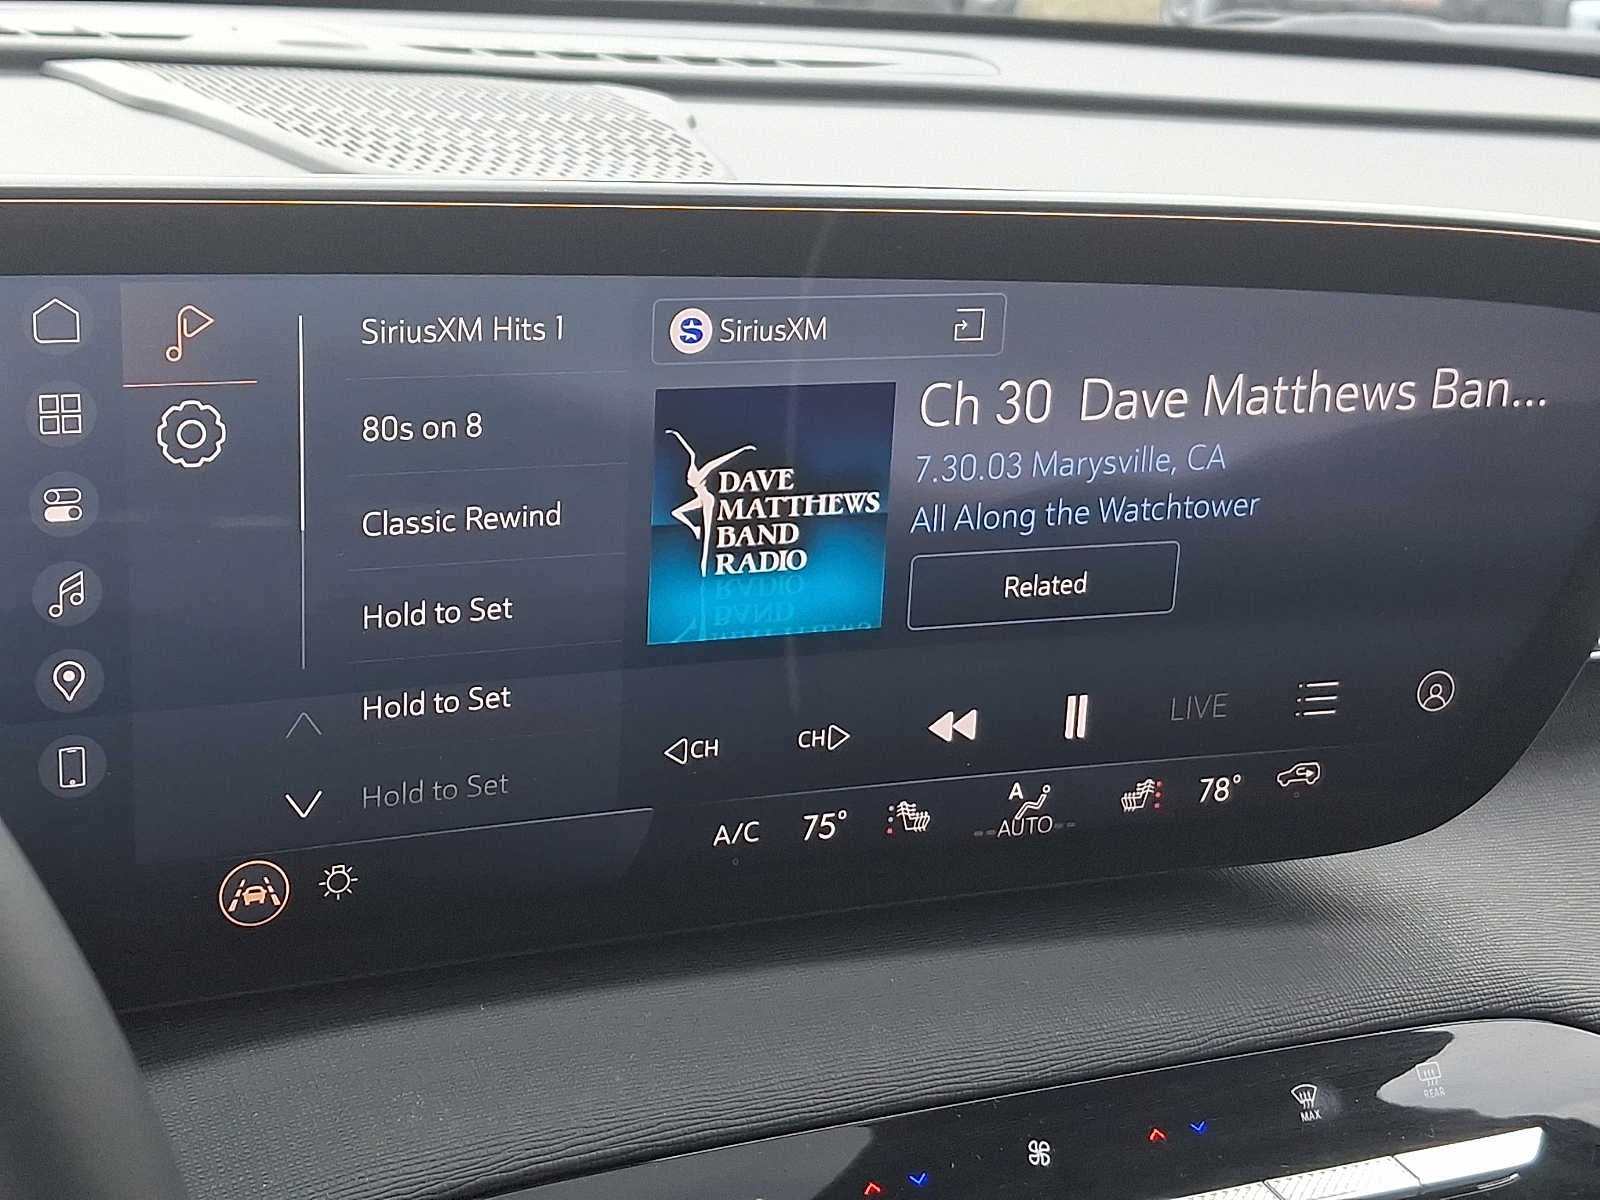 SiriusXM Hits 1
80s on 8
Classic Rewind
Hold to Set
Hold to Set
Hold to Set
SiriusXM
DAVE
MATTHEWS
BAND
RADIO
Ch 30 Dave Matthews Ban...
7.30.03 Marysville, CA
All Along the Watchtower
Related
CH
CH
LIVE
A/C
75°
A
AUTO
78°
MAX
REAR